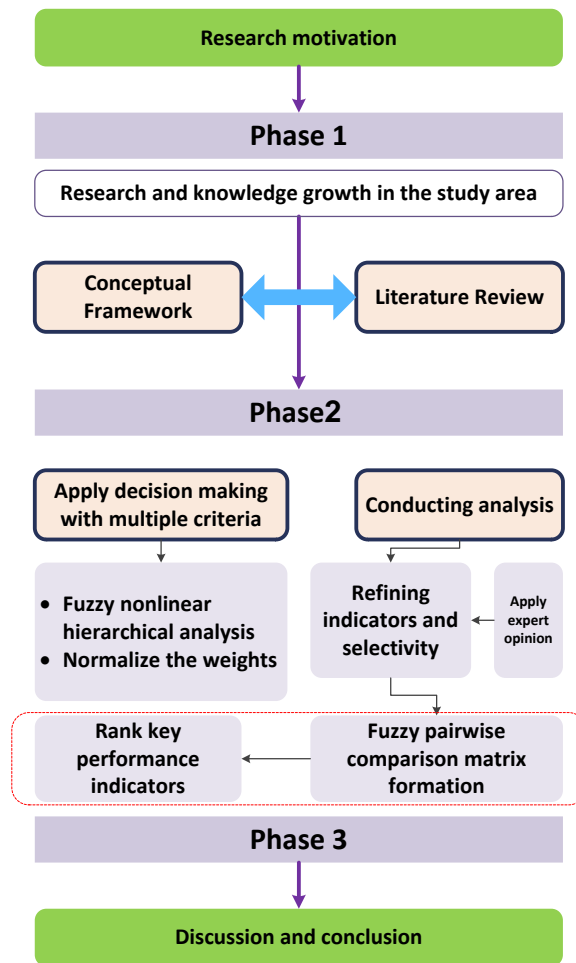 Research motivation
Phase 1
Research and knowledge growth in the study area
Conceptual
Framework
Literature Review
Phase2
Apply decision making
with multiple criteria
• Fuzzy nonlinear
hierarchical analysis
• Normalize the weights
Conducting analysis
Refining
indicators and
selectivity
Apply
expert
opinion
Rank key
performance
indicators
Fuzzy pairwise
comparison matrix
formation
Phase 3
Discussion and conclusion